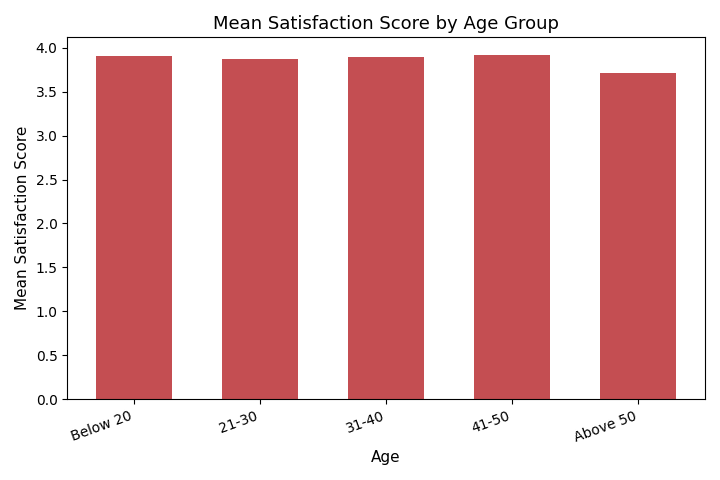 Mean Satisfaction Score by Age Group
Mean Satisfaction Score
4.0
3.5
3.0
2.5
2.0
1.5
1.0
0.5
0.0
Below 20
21-30
31-40
41-50
Above 50
Age